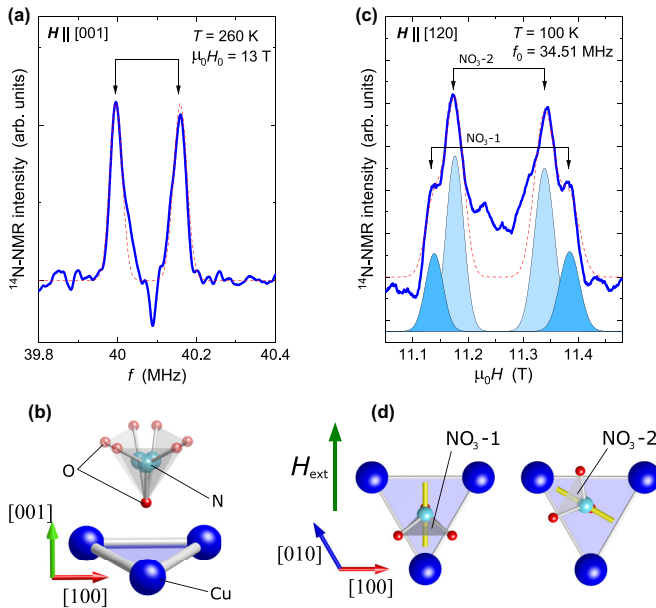 (a)
H || [001]
T = 260 K
μ₀H₀ = 13 T
¹⁴N-NMR intensity (arb. units)
39.8 40 40.2 40.4
f (MHz)
(c)
H || [120]
T = 100 K
f₀ = 34.51 MHz
NO₃-2
NO₃-1
¹⁴N-NMR intensity (arb. units)
11.1 11.2 11.3 11.4
μ₀H (T)
(b)
O
N
[001]
[100]
Cu
(d)
NO₃-1
NO₃-2
Hext
[010]
[100]